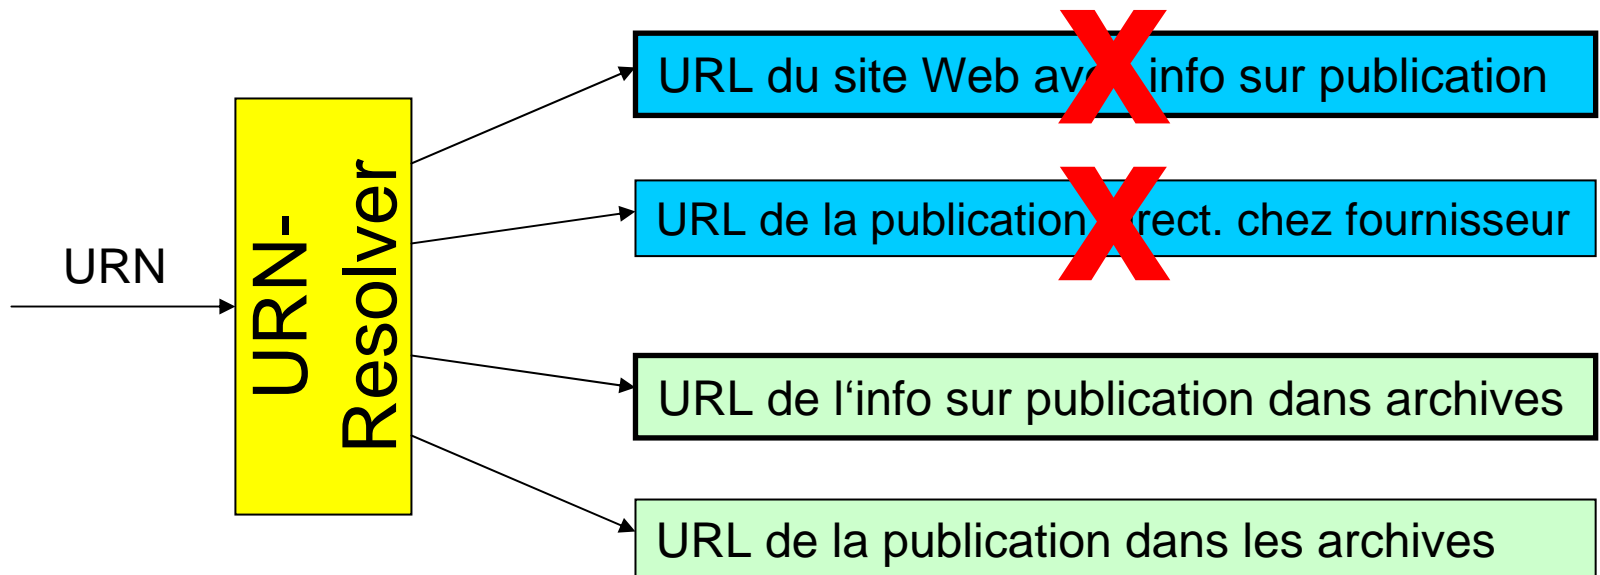 URL du site Web av info sur publication
URL de la publication rect. chez fournisseur
URN
URN-
Resolver
URL de l‘info sur publication dans archives
URL de la publication dans les archives
X
X